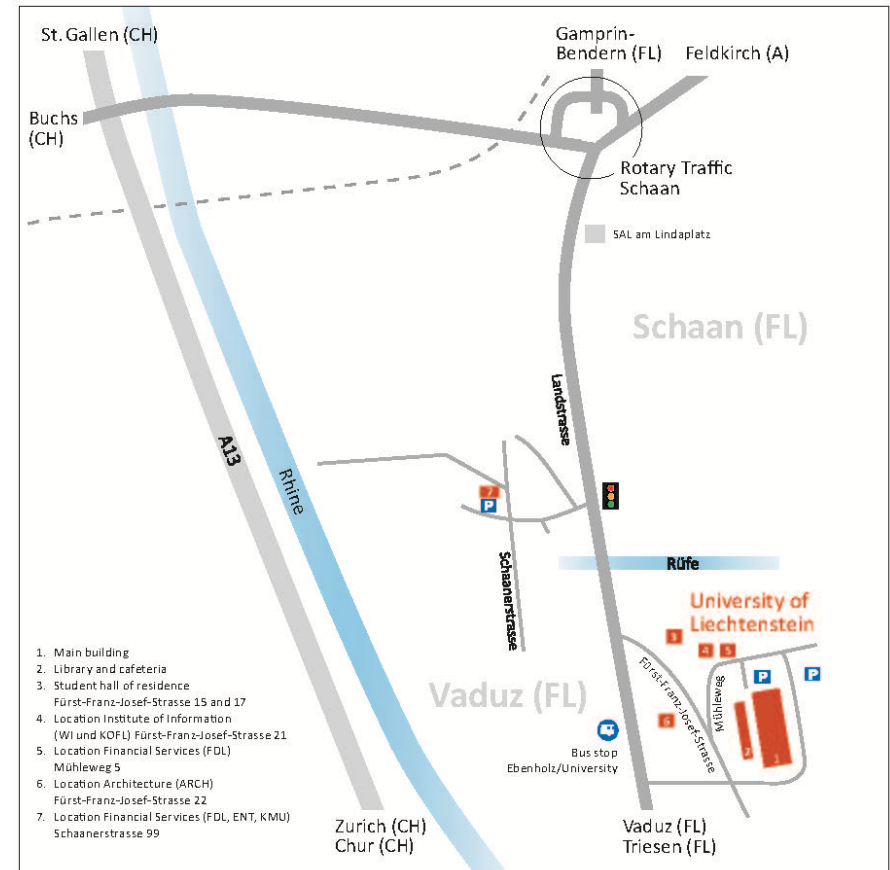 St. Gallen (CH)
Gamprin-
Bendern (FL)
Feldkirch (A)
Buchs
(CH)
Rotary Traffic
Schaan
SAL am Lindaplatz
Schaan (FL)
Landstrasse
A13
Rhine
7
P
Schaanerstrasse
Rüfe
University of
Liechtenstein
3
4
5
P
P
Fürst-Franz-Josef-Strasse
Mühleweg
6
2
1
Vaduz (FL)
Bus stop
Ebenholz/University
1. Main building
2. Library and cafeteria
3. Student hall of residence
Fürst-Franz-Josef-Strasse 15 and 17
4. Location Institute of Information
(WI und KOFL) Fürst-Franz-Josef-Strasse 21
5. Location Financial Services (FDL)
Mühleweg 5
6. Location Architecture (ARCH)
Fürst-Franz-Josef-Strasse 22
7. Location Financial Services (FDL, ENT, KMU)
Schaanerstrasse 99
Zurich (CH)
Chur (CH)
Vaduz (FL)
Triesen (FL)